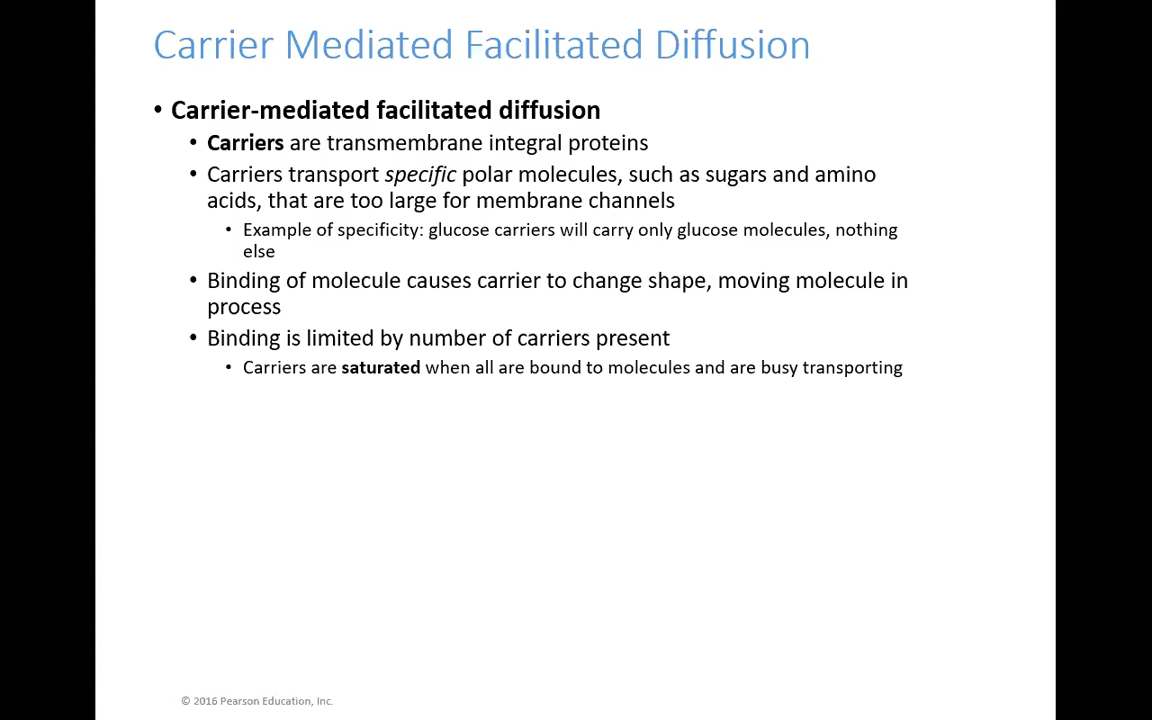 Carrier Mediated Facilitated Diffusion
• Carrier-mediated facilitated diffusion
• Carriers are transmembrane integral proteins
• Carriers transport specific polar molecules, such as sugars and amino
acids, that are too large for membrane channels
• Example of specificity: glucose carriers will carry only glucose molecules, nothing
else
• Binding of molecule causes carrier to change shape, moving molecule in
process
• Binding is limited by number of carriers present
• Carriers are saturated when all are bound to molecules and are busy transporting
© 2016 Pearson Education, Inc.